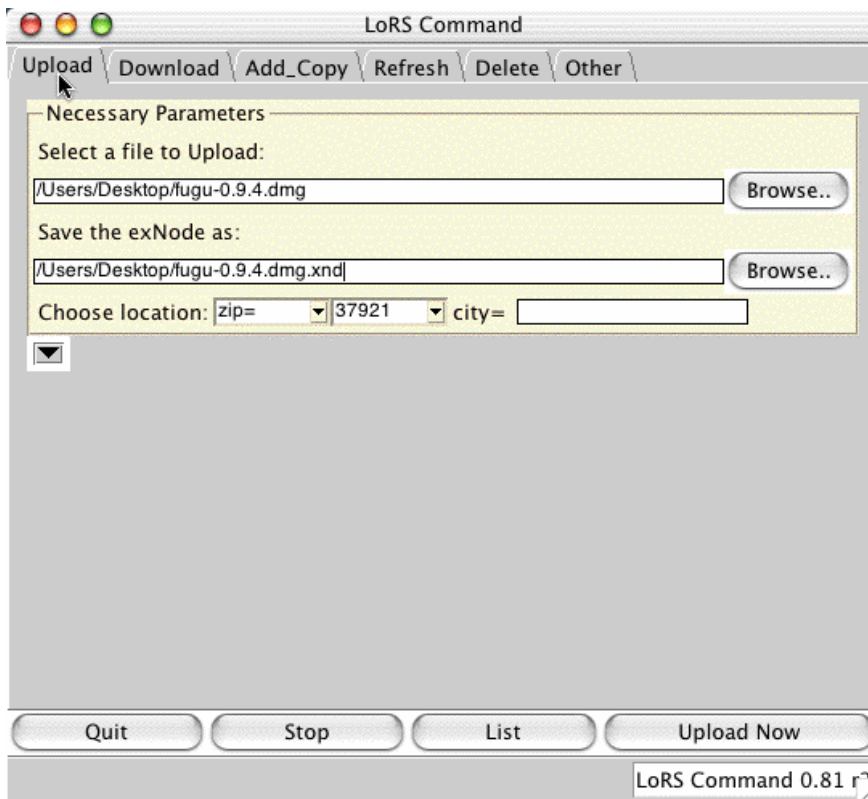 LoRS Command
Upload Download Add_Copy Refresh Delete Other
Necessary Parameters
Select a file to Upload:
/Users/Desktop/fugu-0.9.4.dmg Browse..
Save the exNode as:
/Users/Desktop/fugu-0.9.4.dmg.xnd Browse..
Choose location: zip= 37921 city=
Quit Stop List Upload Now
LoRS Command 0.81